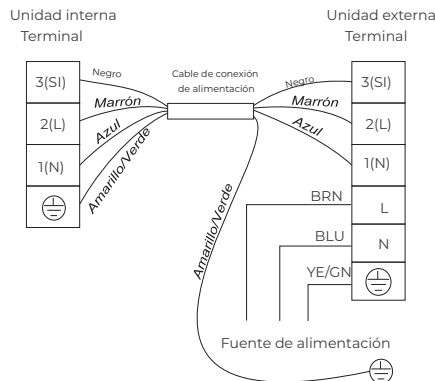 Unidad interna
Terminal
Unidad externa
Terminal
3(SI)
2(L)
1(N)
Negro
Marrón
Azul
Amarillo/Verde
Cable de conexión
de alimentación
Negro
Marrón
Azul
Amarillo/Verde
3(SI)
2(L)
1(N)
L
N
BRN
BLU
YE/GN
Fuente de alimentación